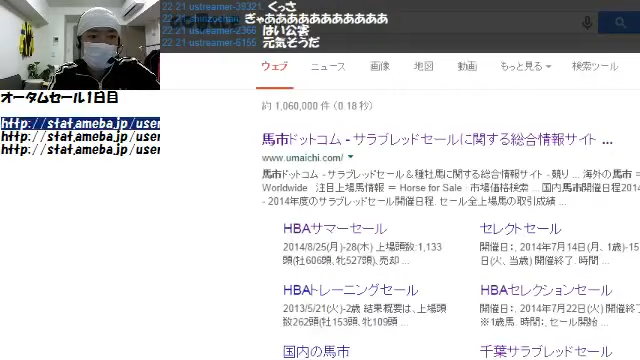 22:21 ustreamer-39321 くっさ
22:21 shinzochan ぎゃあああああああああああ
22:21 ustreamer-2366 はい公害
22:21 ustreamer-6155 元気そうだ
オータムセール1日目
http://stat.ameba.jp/user
http://stat.ameba.jp/user
http://stat.ameba.jp/user
ウェブ ニュース 画像 地図 動画 もっと見る 検索ツール
約 1,060,000 件 (0.18 秒)
馬市ドットコム - サラブレッドセールに関する総合情報サイト ...
www.umaichi.com/
馬市ドットコム - サラブレッドセール & 種牡馬に関する総合情報サイト - 競り ... 海外の馬市 =
Worldwide · 注目上場馬情報 = Horse for Sale · 市場価格検索 ... 国内馬市開催日程2014
- 2014年度のサラブレッドセール開催日程. セール全上場馬の取引成績 ...
HBAサマーセール
2014/8/25(月)-28(木) 上場頭数:1,133
頭(牡606頭、牝527頭)、売却 ...
セレクトセール
開催日:、2014年7月14日(月、1歳)-15
日(火、当歳) 開催終了. 時間 ...
HBAトレーニングセール
2013/5/21(火)-2歳 結果概要は、上場頭
数262頭(牡153頭、牝109頭 ...
HBAセレクションセール
開催日:、2014年7月22日(火) 開催終
※1歳馬. 時間:、セール開始 ...
国内の馬市
千葉サラブレッドセール